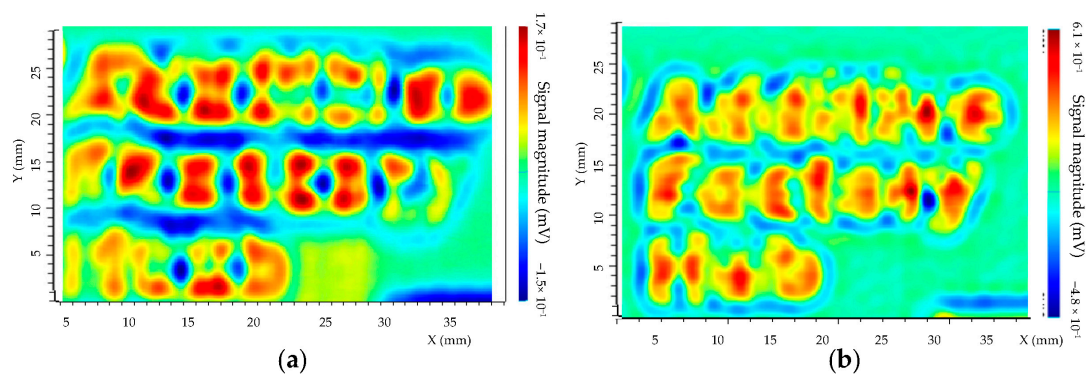 1.7× 10⁻¹
6.1 × 10⁻¹
25
20
15
10
5
Y (mm)
Signal magnitude (mV)
−1.5× 10⁻¹
25
20
15
10
5
Y (mm)
Signal magnitude (mV)
−4.8 × 10⁻¹
5 10 15 20 25 30 35
X (mm)
5 10 15 20 25 30 35 X (mm)
(a)
(b)